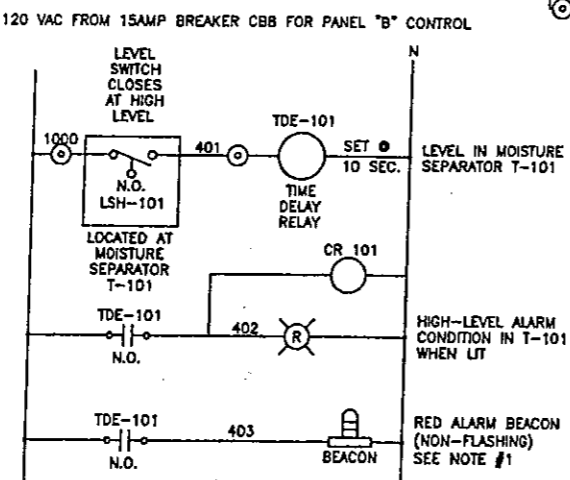 120 VAC FROM 15AMP BREAKER CBB FOR PANEL "B" CONTROL
N
LEVEL
SWITCH
CLOSES
AT HIGH
LEVEL
1000
N.O.
LSH-101
LOCATED AT
MOISTURE
SEPARATOR
T-101
401
TDE-101
TIME
DELAY
RELAY
SET @
10 SEC.
LEVEL IN MOISTURE
SEPARATOR T-101
CR 101
TDE-101
N.O.
402
R
HIGH-LEVEL ALARM
CONDITION IN T-101
WHEN LIT
TDE-101
N.O.
403
BEACON
RED ALARM BEACON
(NON-FLASHING)
SEE NOTE #1